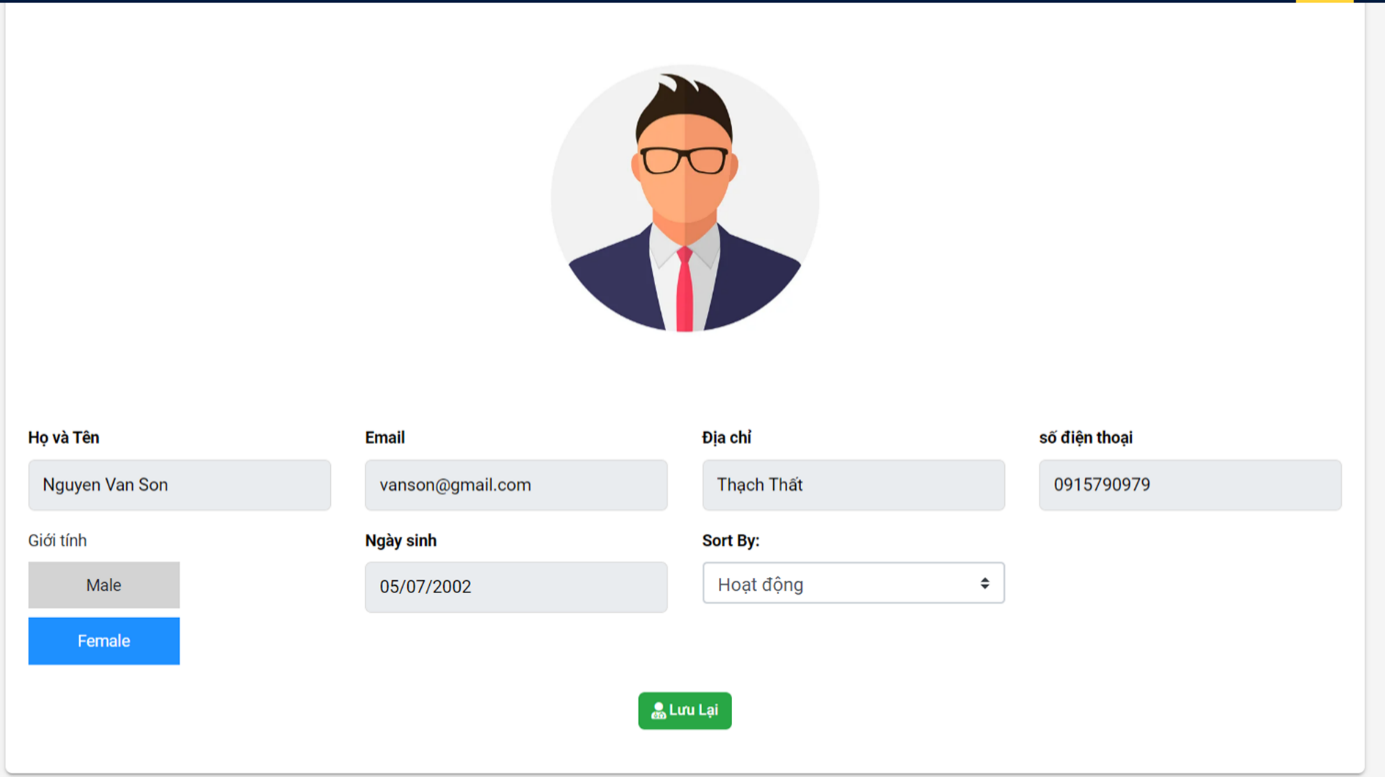 Họ và Tên
Email
Địa chỉ
số điện thoại
Nguyen Van Son
vanson@gmail.com
Thạch Thất
0915790979
Giới tính
Ngày sinh
Sort By:
Male
05/07/2002
Hoạt động
Female
Lưu Lại